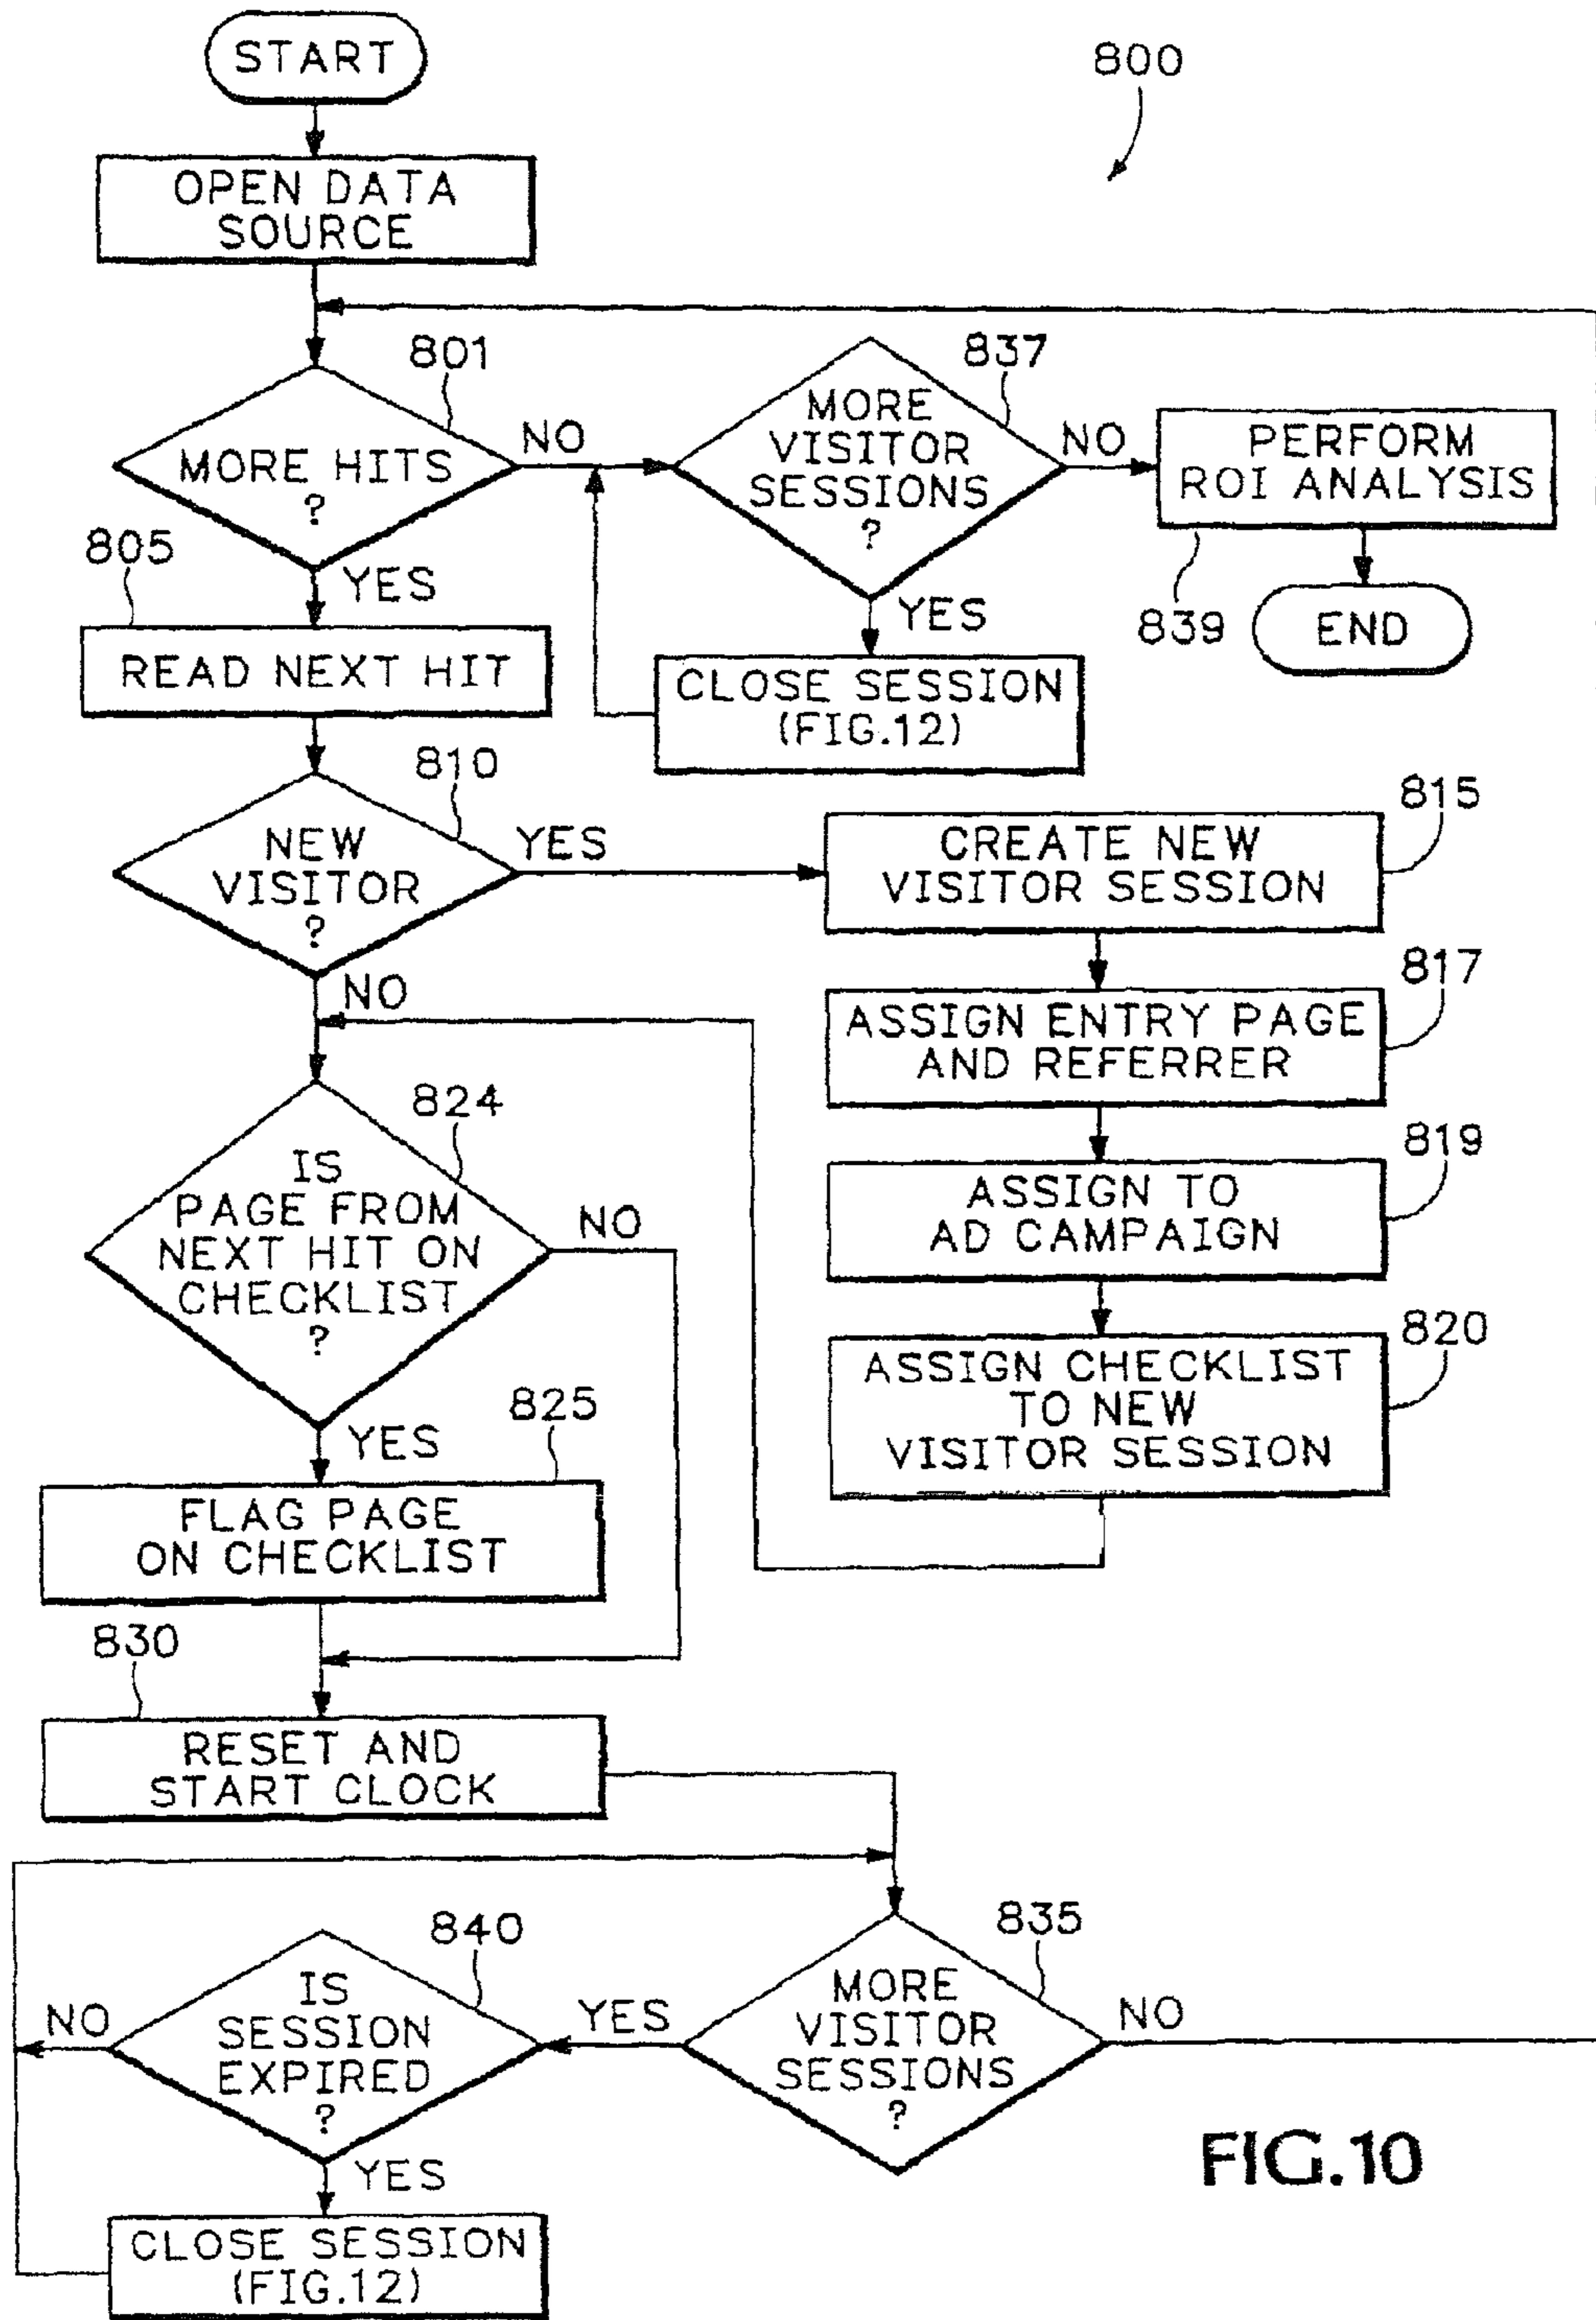 START
800
OPEN DATA
SOURCE
801
MORE HITS
?
NO
YES
837
MORE
VISITOR
SESSIONS
?
NO
YES
PERFORM
ROI ANALYSIS
839
END
805
READ NEXT HIT
CLOSE SESSION
(FIG.12)
810
NEW
VISITOR
?
YES
NO
CREATE NEW
VISITOR SESSION
815
ASSIGN ENTRY PAGE
AND REFERRER
817
ASSIGN TO
AD CAMPAIGN
819
ASSIGN CHECKLIST
TO NEW
VISITOR SESSION
820
824
IS
PAGE FROM
NEXT HIT ON
CHECKLIST
?
NO
YES
825
FLAG PAGE
ON CHECKLIST
830
RESET AND
START CLOCK
835
MORE
VISITOR
SESSIONS
?
NO
YES
840
IS
SESSION
EXPIRED
?
NO
YES
CLOSE SESSION
(FIG.12)
FIG.10